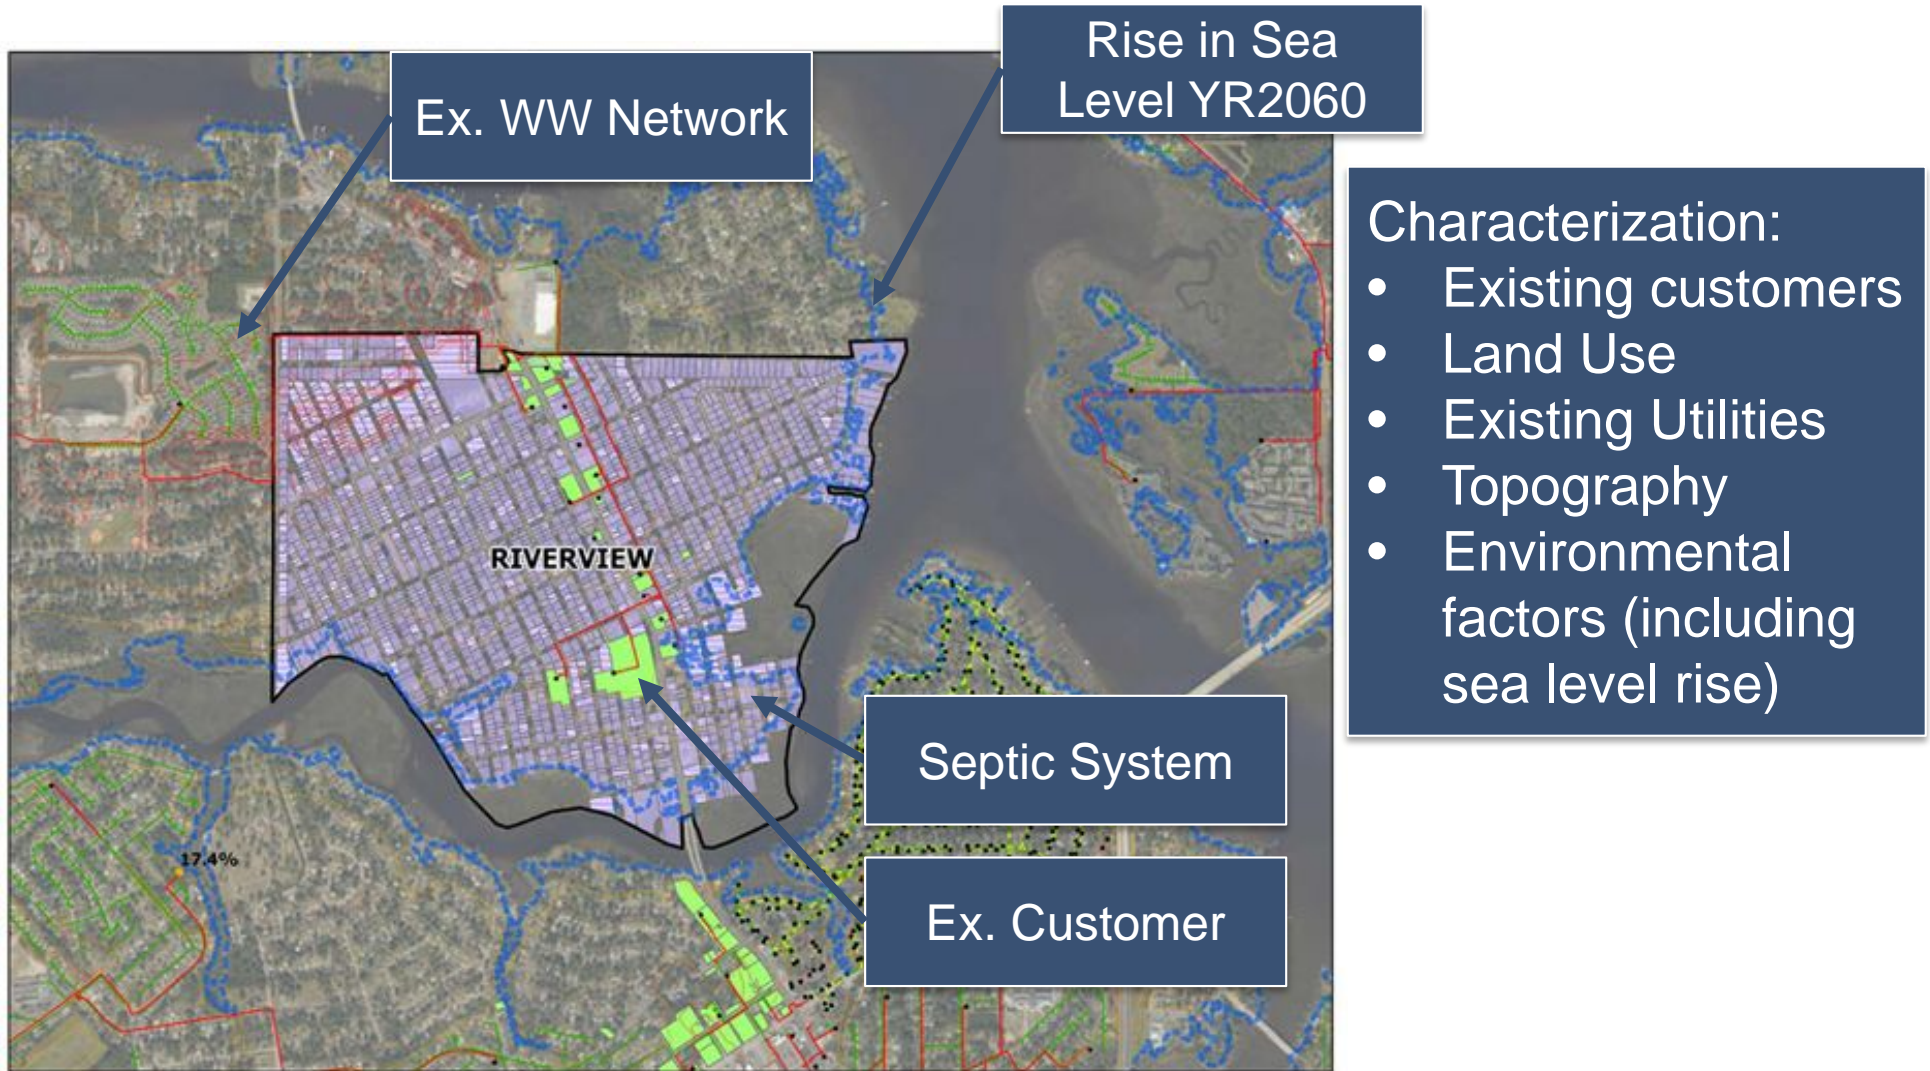 Rise in Sea
Level YR2060
Ex. WW Network
Characterization:
• Existing customers
• Land Use
• Existing Utilities
• Topography
• Environmental
factors (including
sea level rise)
RIVERVIEW
Septic System
17.4%
Ex. Customer